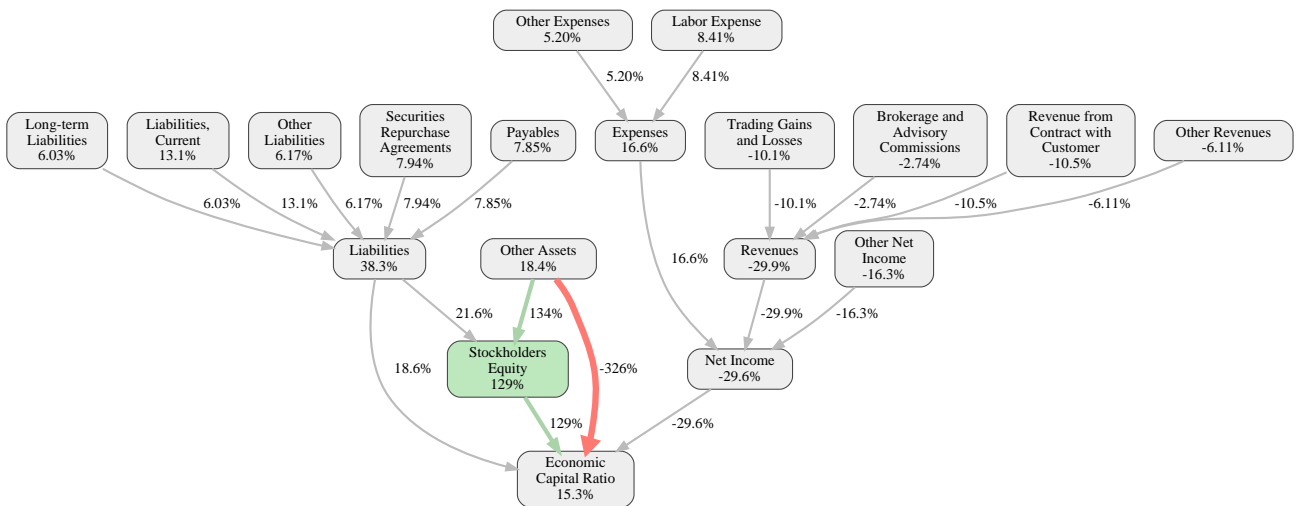 Other Expenses
5.20%
Labor Expense
8.41%
5.20%
8.41%
Long-term
Liabilities
6.03%
Liabilities,
Current
13.1%
Other
Liabilities
6.17%
Securities
Repurchase
Agreements
7.94%
Payables
7.85%
Expenses
16.6%
Trading Gains
and Losses
-10.1%
Brokerage and
Advisory
Commissions
-2.74%
Revenue from
Contract with
Customer
-10.5%
Other Revenues
-6.11%
6.03%
13.1%
6.17%
7.94%
7.85%
-10.1%
-2.74%
-10.5%
-6.11%
Liabilities
38.3%
Other Assets
18.4%
16.6%
Revenues
-29.9%
Other Net
Income
-16.3%
21.6%
134%
-29.9%
-16.3%
18.6%
Stockholders
Equity
129%
-326%
Net Income
-29.6%
129%
-29.6%
Economic
Capital Ratio
15.3%